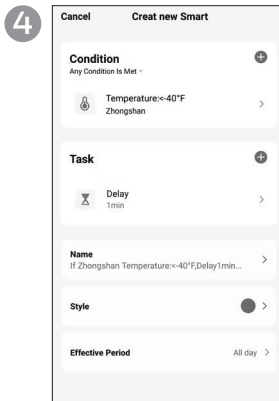 4
Cancel Creat new Smart
Condition
Any Condition Is Met
Temperature:<-40°F
Zhongshan
Task
Delay
1min
Name
If Zhongshan Temperature:<-40°F,Delay1min...
Style
Effective Period All day